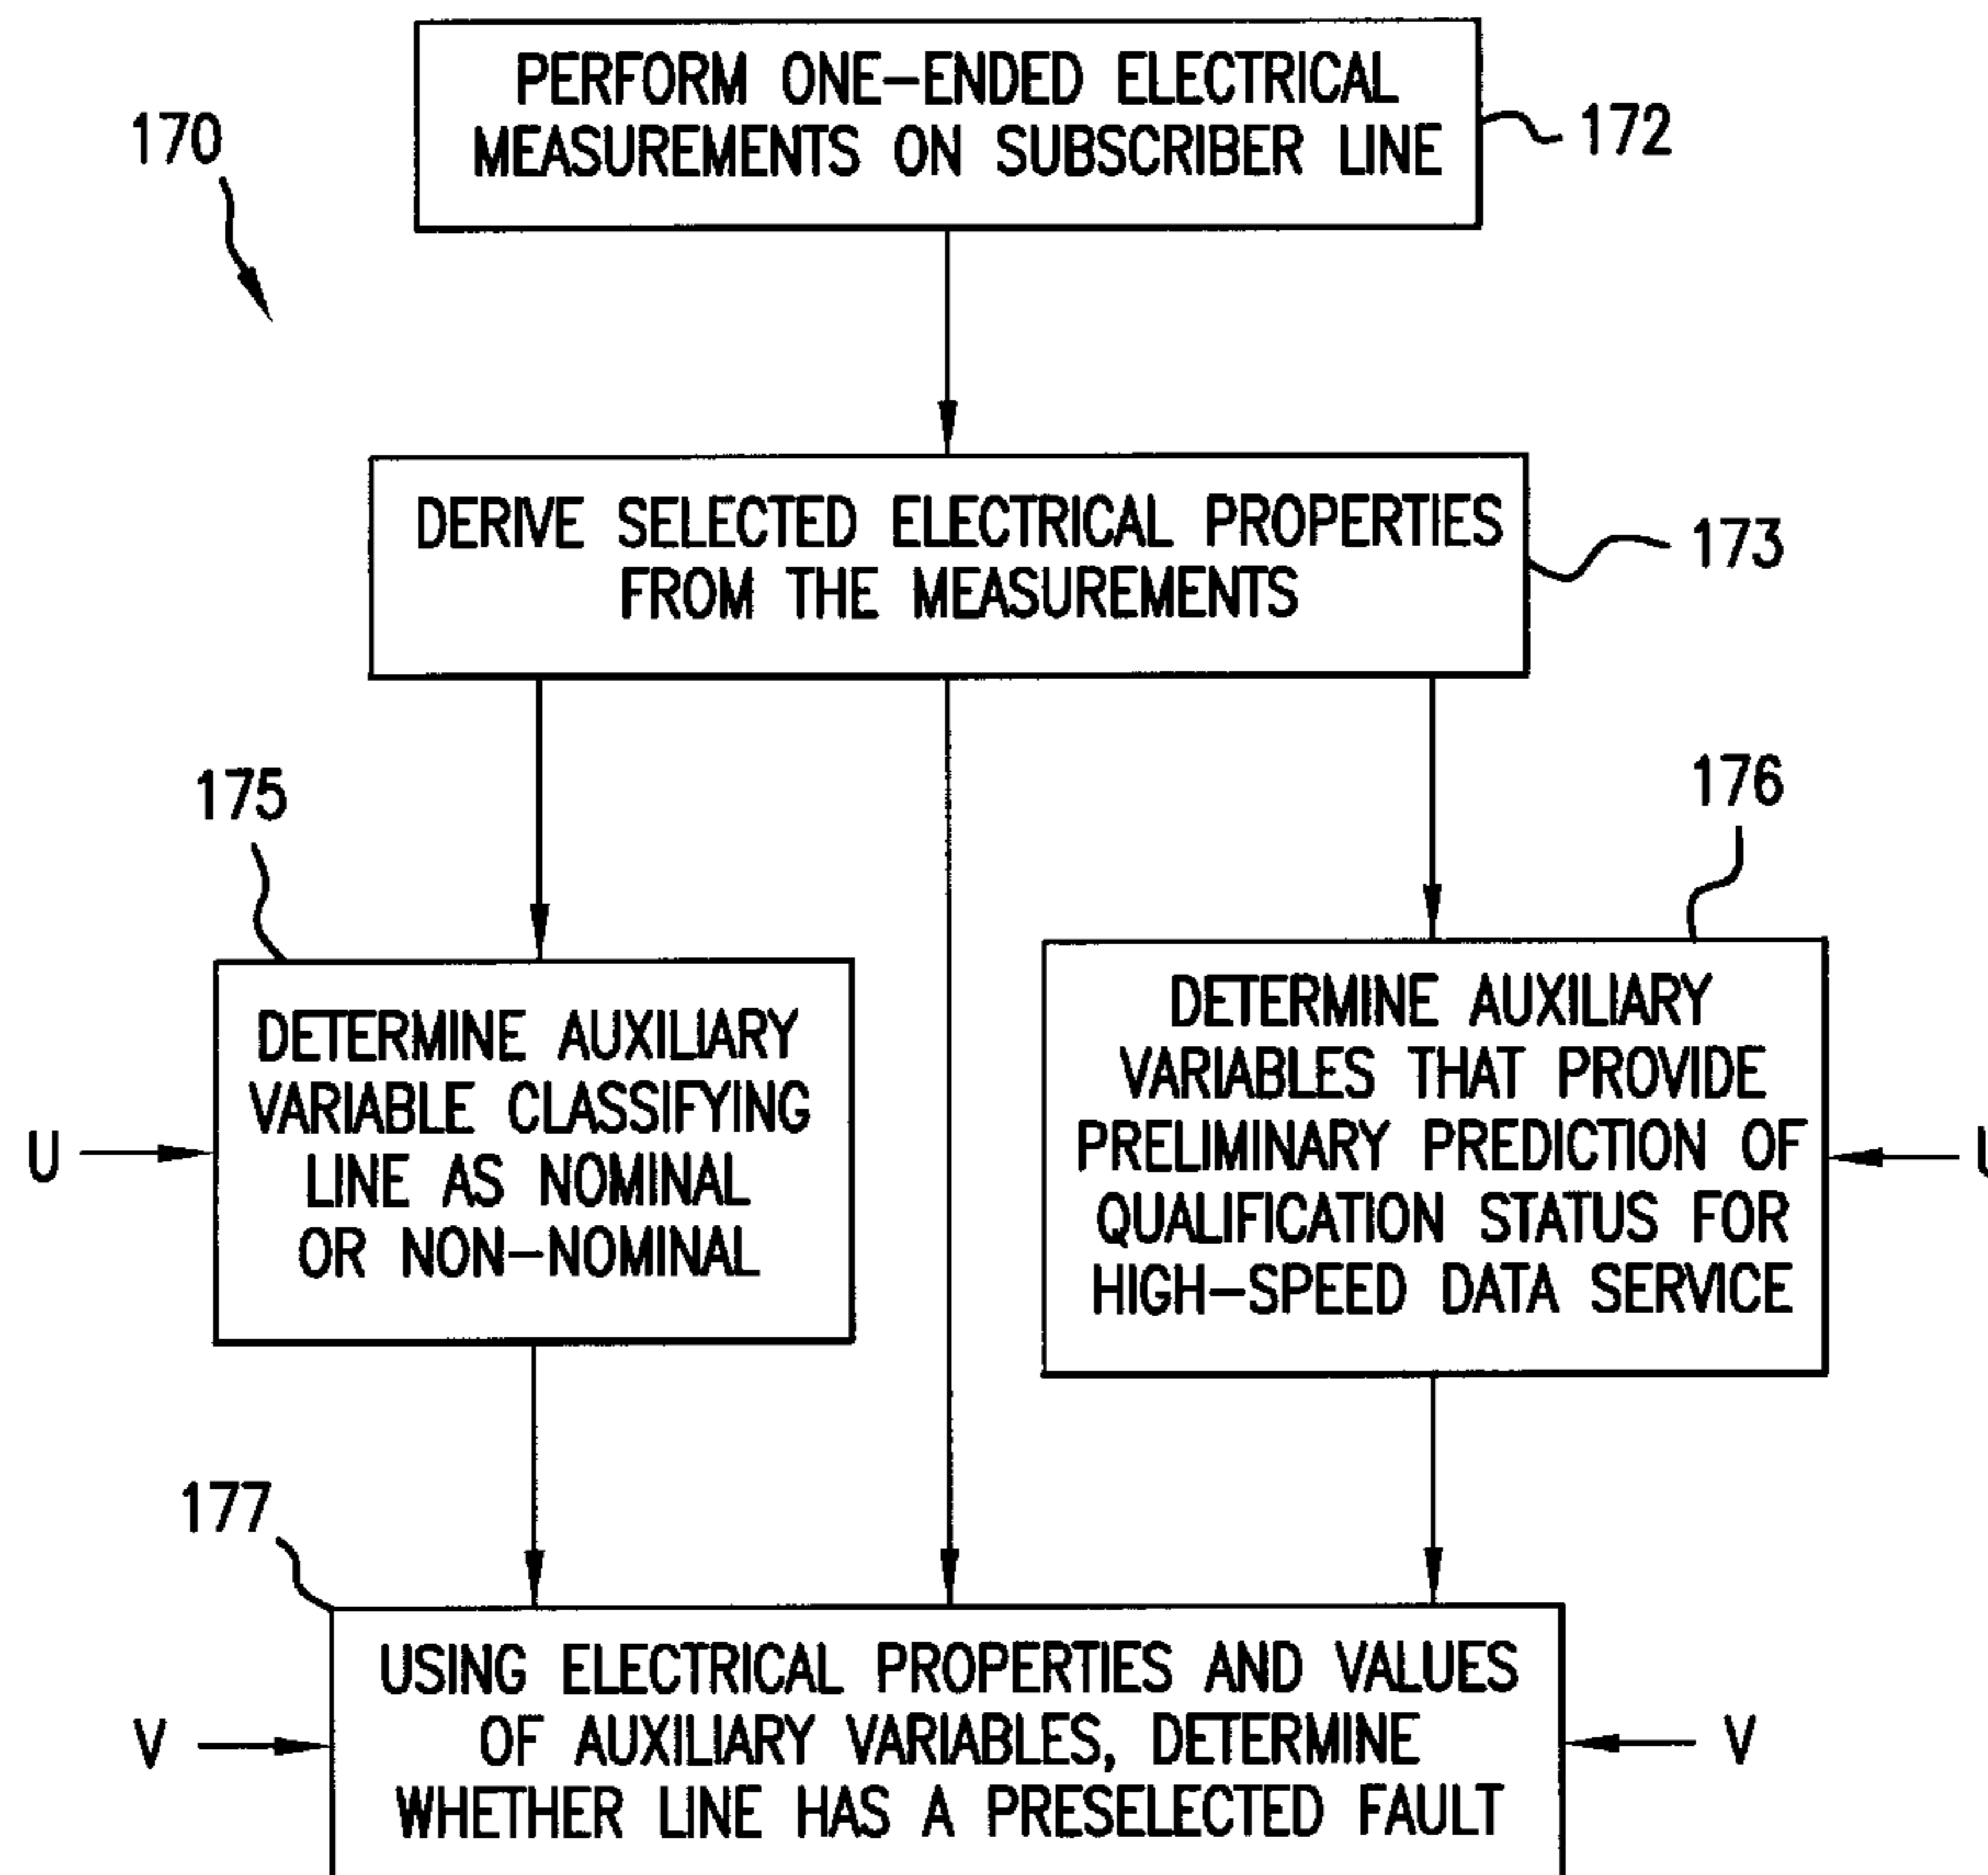 PERFORM ONE-ENDED ELECTRICAL
MEASUREMENTS ON SUBSCRIBER LINE
170
172
DERIVE SELECTED ELECTRICAL PROPERTIES
FROM THE MEASUREMENTS
173
175
176
DETERMINE AUXILIARY
VARIABLE CLASSIFYING
LINE AS NOMINAL
OR NON-NOMINAL
U
DETERMINE AUXILIARY
VARIABLES THAT PROVIDE
PRELIMINARY PREDICTION OF
QUALIFICATION STATUS FOR
HIGH-SPEED DATA SERVICE
177
USING ELECTRICAL PROPERTIES AND VALUES
OF AUXILIARY VARIABLES, DETERMINE
WHETHER LINE HAS A PRESELECTED FAULT
V
V